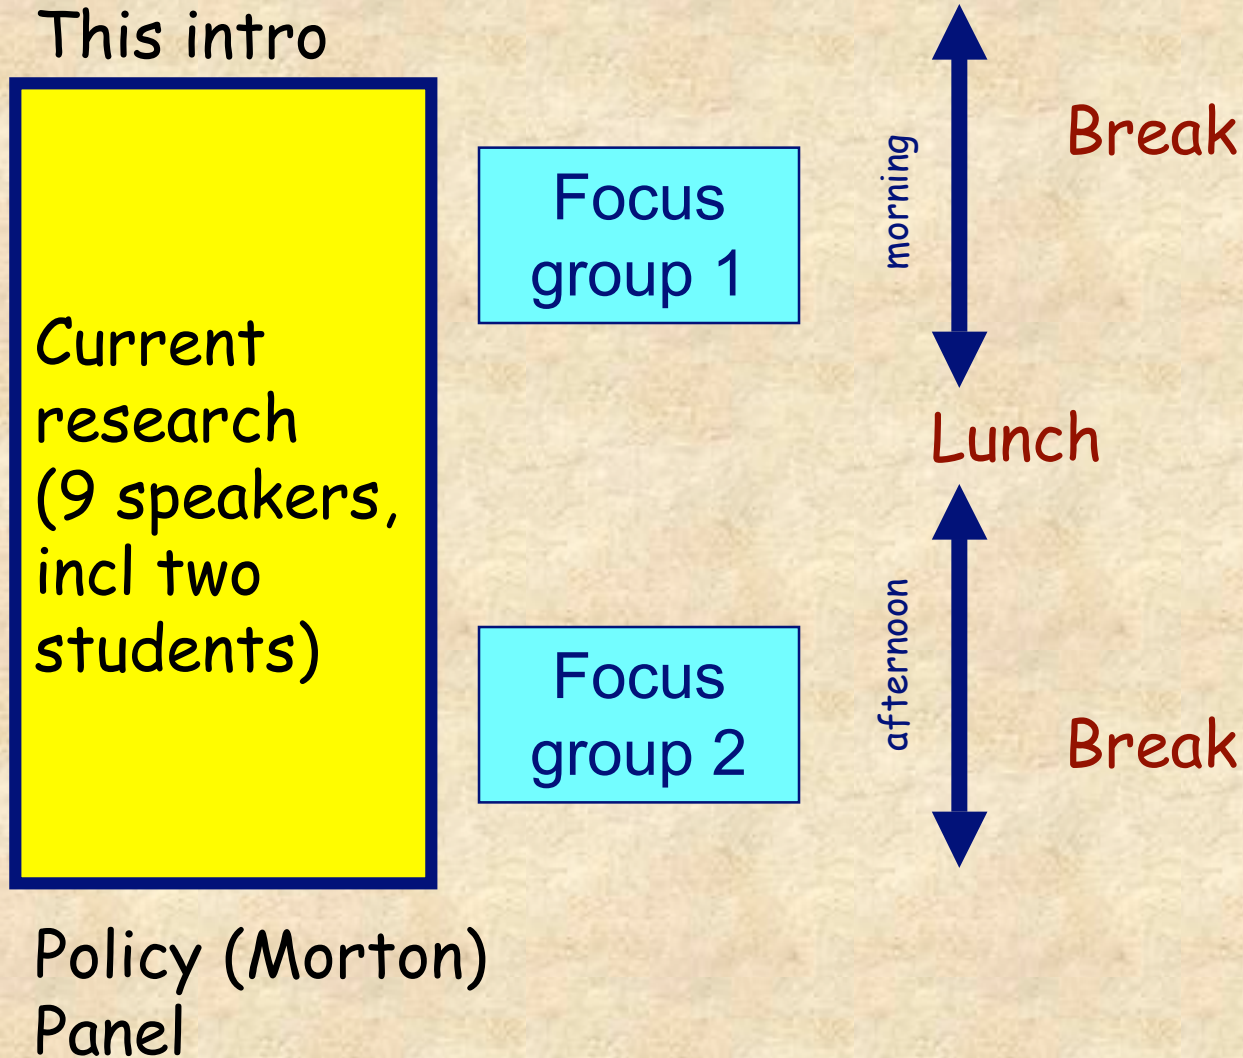 This intro
Current
research
(9 speakers,
incl two
students)
Policy (Morton)
Panel
Focus
group 1
Focus
group 2
morning
Lunch
afternoon
Break
Break